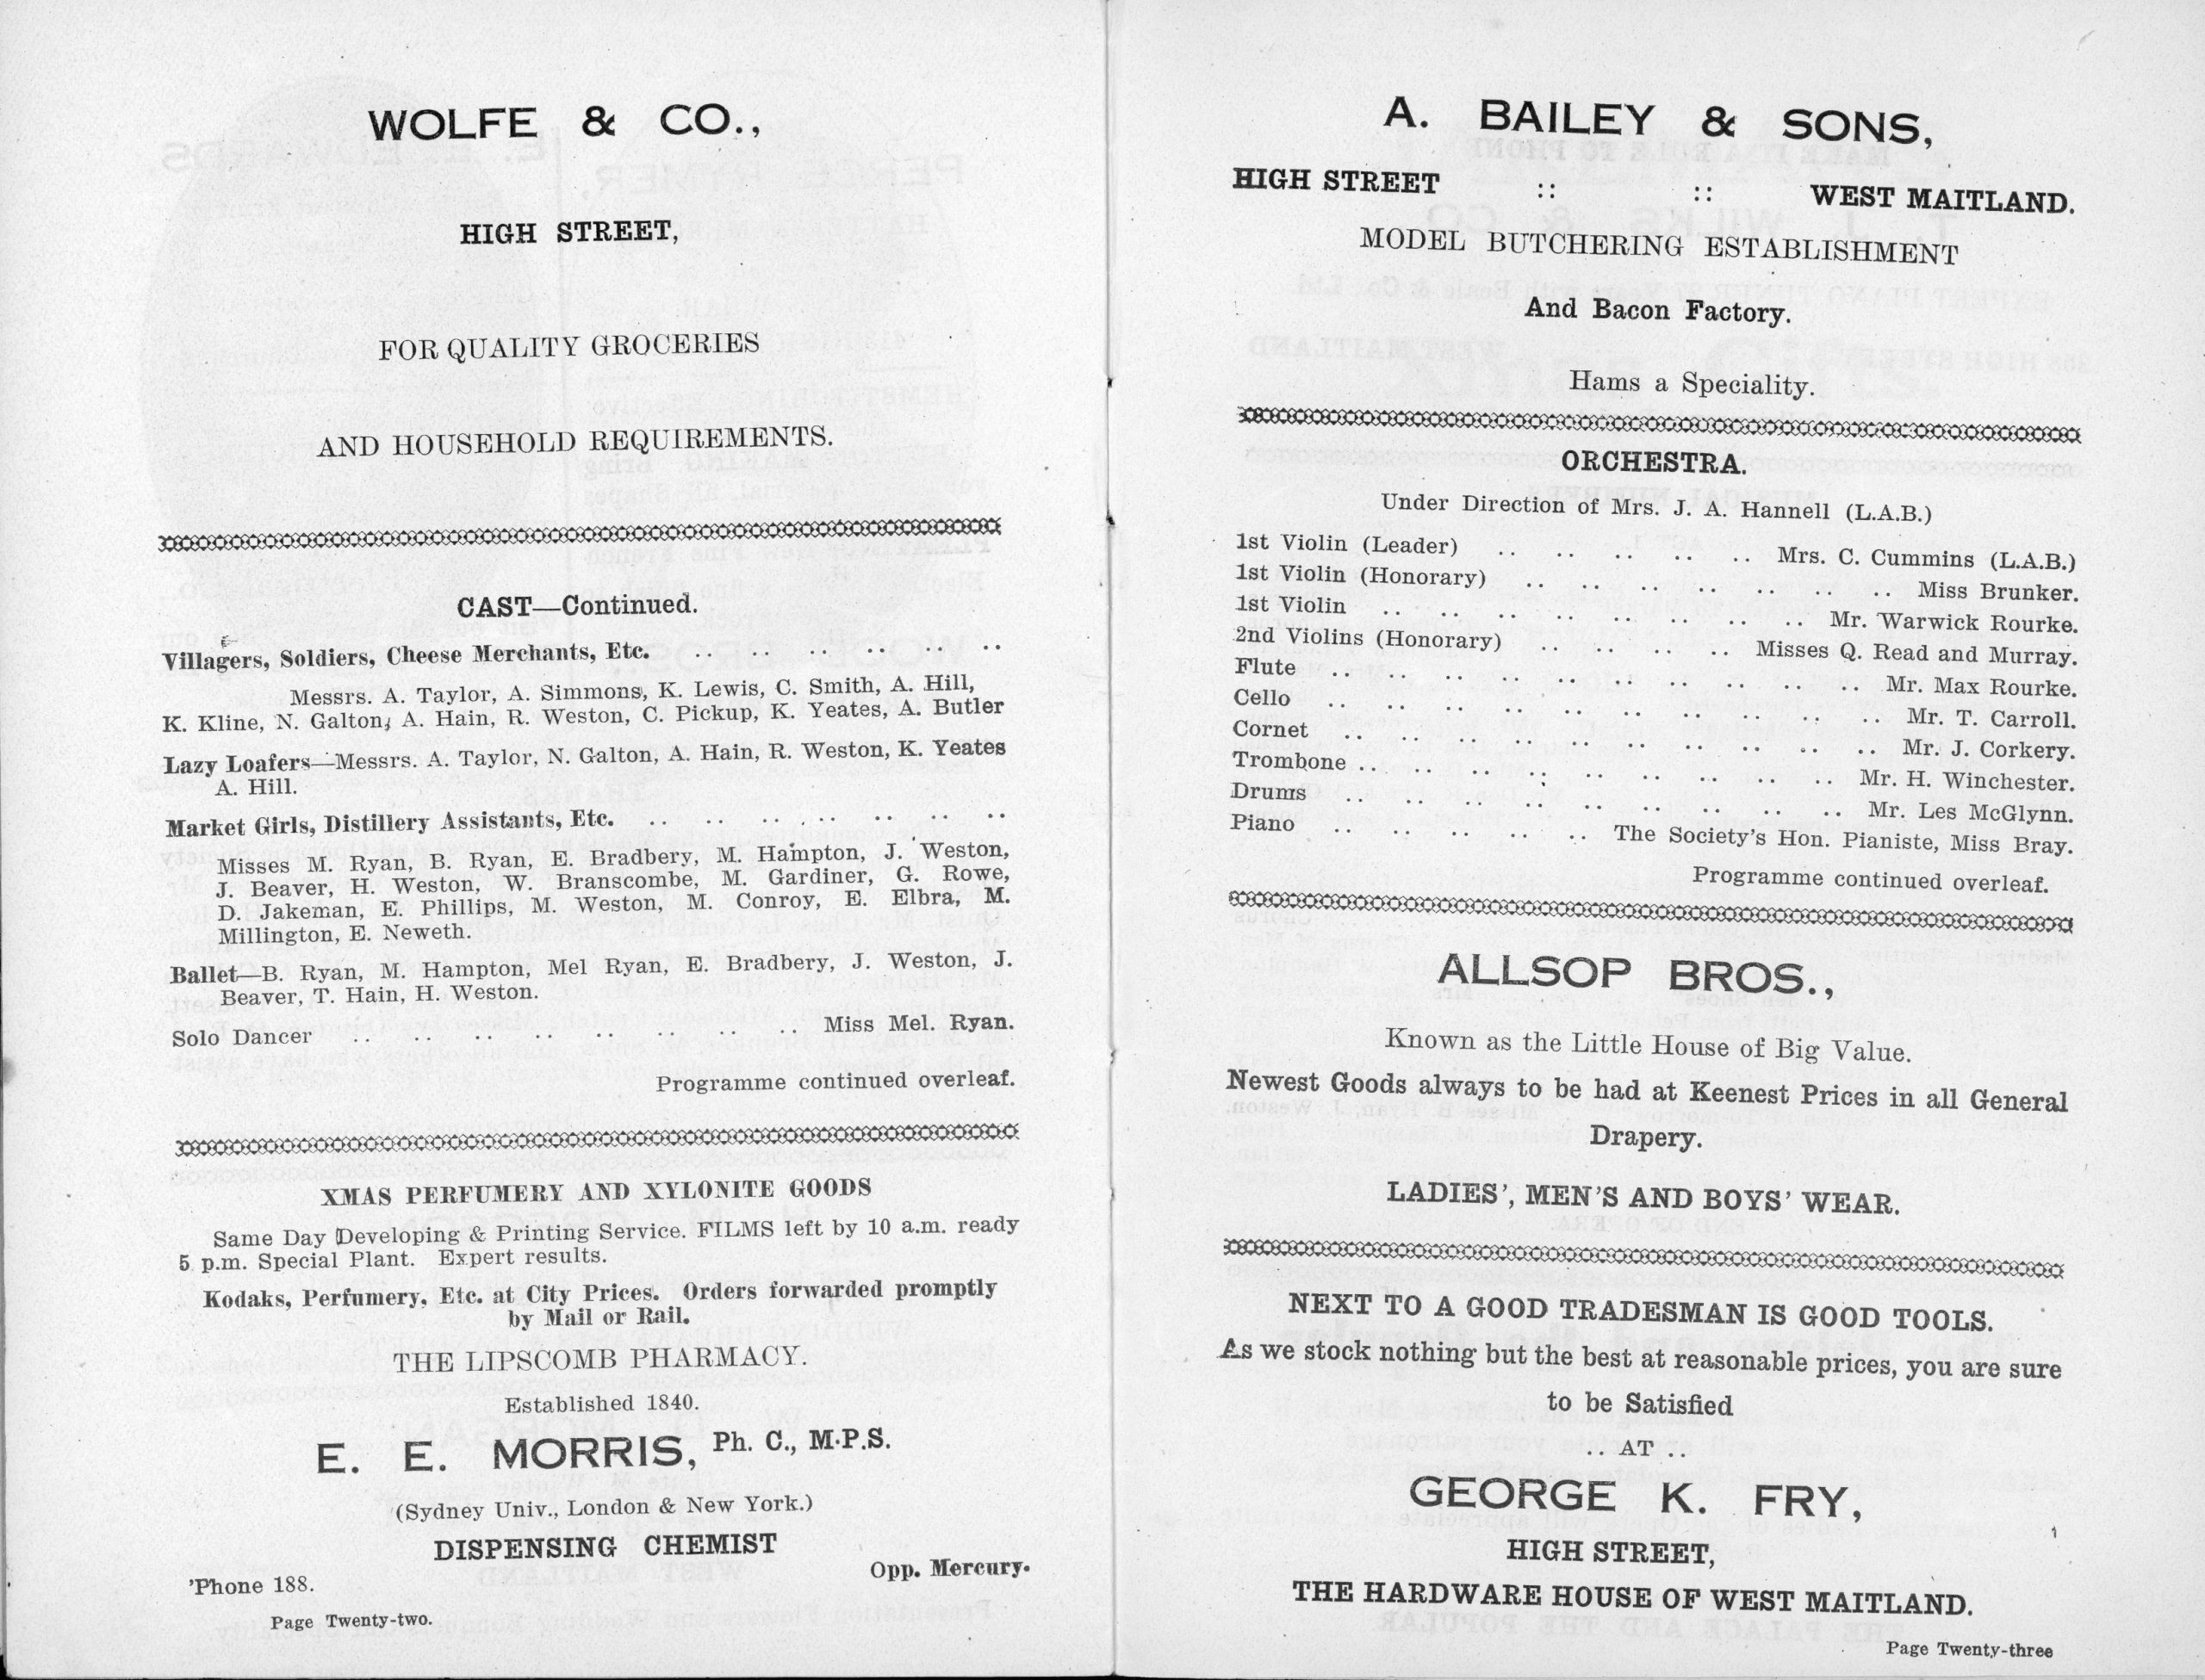 WOLFE & CO.,
HIGH STREET,
FOR QUALITY GROCERIES
AND HOUSEHOLD REQUIREMENTS.
CAST—Continued.
Villagers, Soldiers, Cheese Merchants, Etc. .. .. .. .. .. ..
Messrs. A. Taylor, A. Simmons, K. Lewis, C. Smith, A. Hill,
K. Kline, N. Galton, A. Hain, R. Weston, C. Pickup, K. Yeates, A. Butler
Lazy Loafers—Messrs. A. Taylor, N. Galton, A. Hain, R. Weston, K. Yeates
A. Hill.
Market Girls, Distillery Assistants, Etc. .. .. .. .. .. .. ..
Misses M. Ryan, B. Ryan, E. Bradbery, M. Hampton, J. Weston,
J. Beaver, H. Weston, W. Branscombe, M. Gardiner, G. Rowe,
D. Jakeman, E. Phillips, M. Weston, M. Conroy, E. Elbra, M.
Millington, E. Neweth.
Ballet—B. Ryan, M. Hampton, Mel Ryan, E. Bradbery, J. Weston, J.
Beaver, T. Hain, H. Weston.
Solo Dancer .. .. .. .. .. .. .. .. Miss Mel. Ryan.
Programme continued overleaf.
XMAS PERFUMERY AND XYLONITE GOODS
Same Day Developing & Printing Service. FILMS left by 10 a.m. ready
5 p.m. Special Plant. Expert results.
Kodaks, Perfumery, Etc. at City Prices. Orders forwarded promptly
by Mail or Rail.
THE LIPSCOMB PHARMACY.
Established 1840.
E. E. MORRIS, Ph. C., M.P.S.
(Sydney Univ., London & New York.)
DISPENSING CHEMIST
'Phone 188. Opp. Mercury.
Page Twenty-two.
A. BAILEY & SONS,
HIGH STREET :: :: WEST MAITLAND.
MODEL BUTCHERING ESTABLISHMENT
And Bacon Factory.
Hams a Speciality.
ORCHESTRA.
Under Direction of Mrs. J. A. Hannell (L.A.B.)
1st Violin (Leader) .. .. .. .. .. Mrs. C. Cummins (L.A.B.)
1st Violin (Honorary) .. .. .. .. .. .. .. Miss Brunker.
1st Violin .. .. .. .. .. .. .. .. Mr. Warwick Rourke.
2nd Violins (Honorary) .. .. .. .. Misses Q. Read and Murray.
Flute .. .. .. .. .. .. .. .. .. .. Mr. Max Rourke.
Cello .. .. .. .. .. .. .. .. .. .. Mr. T. Carroll.
Cornet .. .. .. .. .. .. .. .. .. .. Mr. J. Corkery.
Trombone .. .. .. .. .. .. .. .. .. Mr. H. Winchester.
Drums .. .. .. .. .. .. .. .. .. Mr. Les McGlynn.
Piano .. .. .. .. .. The Society's Hon. Pianiste, Miss Bray.
Programme continued overleaf.
ALLSOP BROS.,
Known as the Little House of Big Value.
Newest Goods always to be had at Keenest Prices in all General
Drapery.
LADIES', MEN'S AND BOYS' WEAR.
NEXT TO A GOOD TRADESMAN IS GOOD TOOLS.
As we stock nothing but the best at reasonable prices, you are sure
to be Satisfied
.. AT ..
GEORGE K. FRY,
HIGH STREET,
THE HARDWARE HOUSE OF WEST MAITLAND.
Page Twenty-three